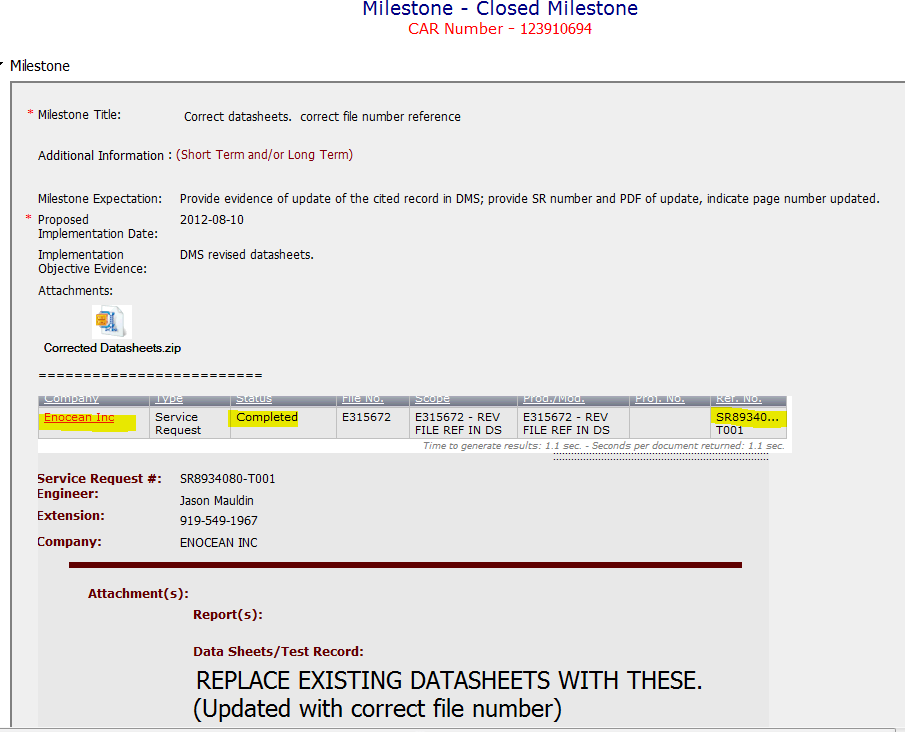 Milestone - Closed Milestone
CAR Number - 123910694
Milestone
* Milestone Title: Correct datasheets. correct file number reference
Additional Information : (Short Term and/or Long Term)
Milestone Expectation: Provide evidence of update of the cited record in DMS; provide SR number and PDF of update, indicate page number updated.
* Proposed Implementation Date: 2012-08-10
Implementation Objective Evidence: DMS revised datasheets.
Attachments:
Corrected Datasheets.zip
=========================
Company Type Status File No. Scope Prod./Mod. Proj. No. Ref. No.
Enocean Inc Service Completed E315672 E315672 - REV E315672 - REV SR89340...
Request FILE REF IN DS FILE REF IN DS T001
Time to generate results: 1.1 sec. - Seconds per document returned: 1.1 sec.
Service Request #: SR8934080-T001
Engineer: Jason Mauldin
Extension: 919-549-1967
Company: ENOCEAN INC
Attachment(s):
Report(s):
Data Sheets/Test Record:
REPLACE EXISTING DATASHEETS WITH THESE.
(Updated with correct file number)